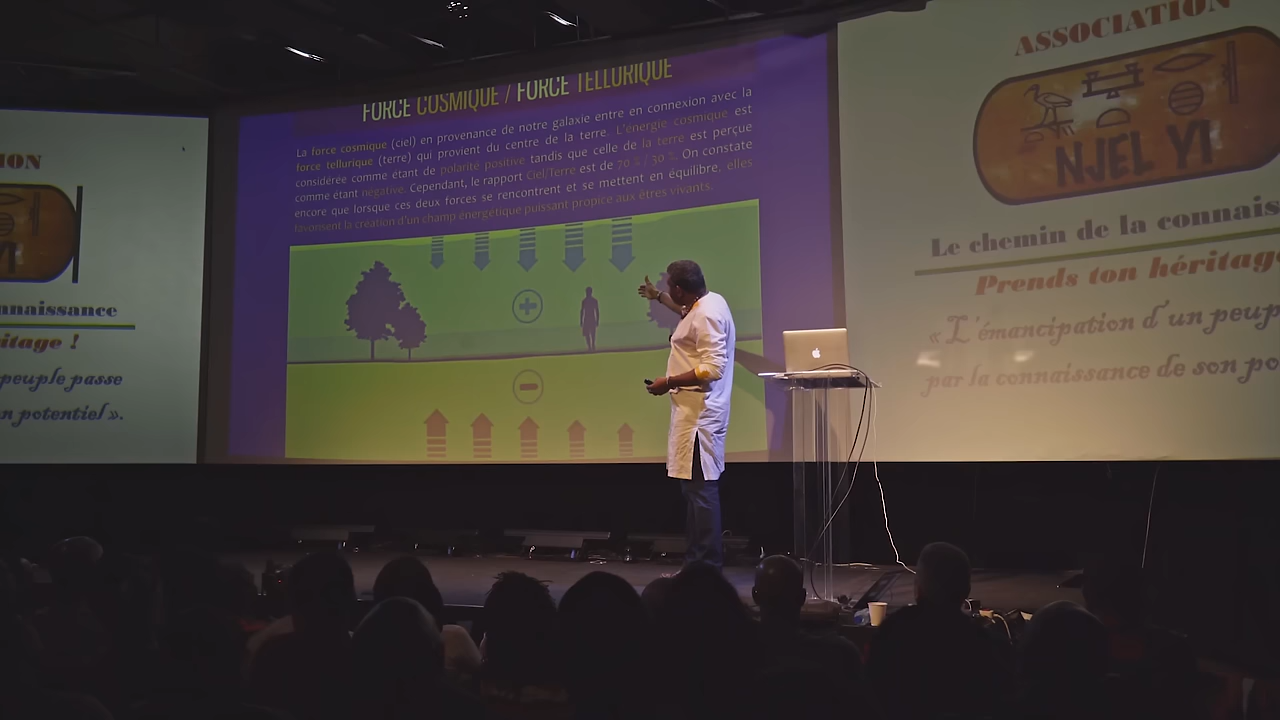 ION
YI
nnaissance
itage !
peuple passe
n potentiel ».
FORCE COSMIQUE / FORCE TELLURIQUE
La force cosmique (ciel) en provenance de notre galaxie entre en connexion avec la
force tellurique (terre) qui provient du centre de la terre. L'énergie cosmique est
considérée comme étant de polarité positive tandis que celle de la terre est perçue
comme étant négative. Cependant, le rapport Ciel/Terre est de 70 % / 30 %. On constate
encore que lorsque ces deux forces se rencontrent et se mettent en équilibre, elles
favorisent la création d'un champ énergétique puissant propice aux êtres vivants.
ASSOCIATION
NJEL YI
Le chemin de la connais
Prends ton héritage
« L'émancipation d'un peup
par la connaissance de son po